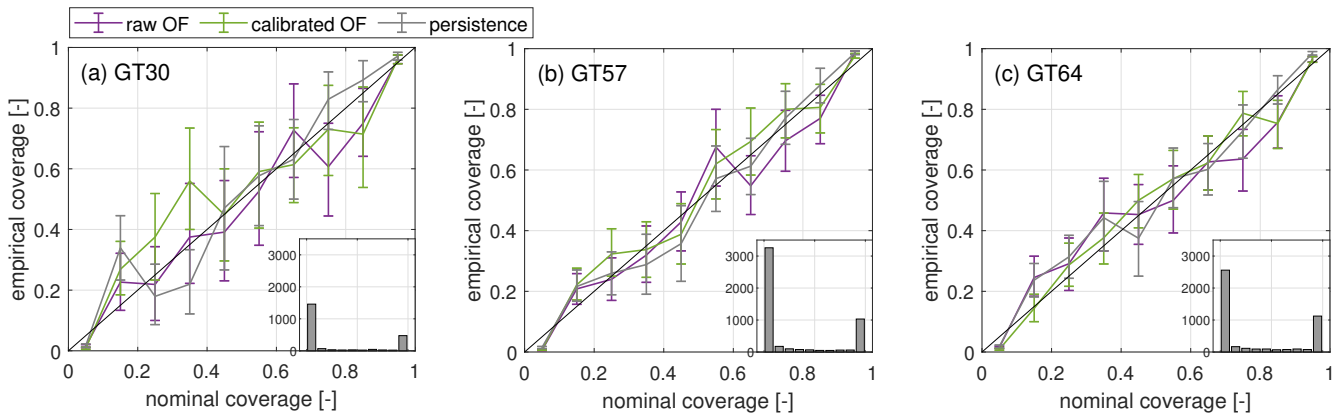 raw OF calibrated OF persistence
(a) GT30
empirical coverage [-]
1
0.8
0.6
0.4
0.2
0
0 0.2 0.4 0.6 0.8 1
nominal coverage [-]
3000
2000
1000
0
(b) GT57
empirical coverage [-]
1
0.8
0.6
0.4
0.2
0
0 0.2 0.4 0.6 0.8 1
nominal coverage [-]
3000
2000
1000
0
(c) GT64
empirical coverage [-]
1
0.8
0.6
0.4
0.2
0
0 0.2 0.4 0.6 0.8 1
nominal coverage [-]
3000
2000
1000
0